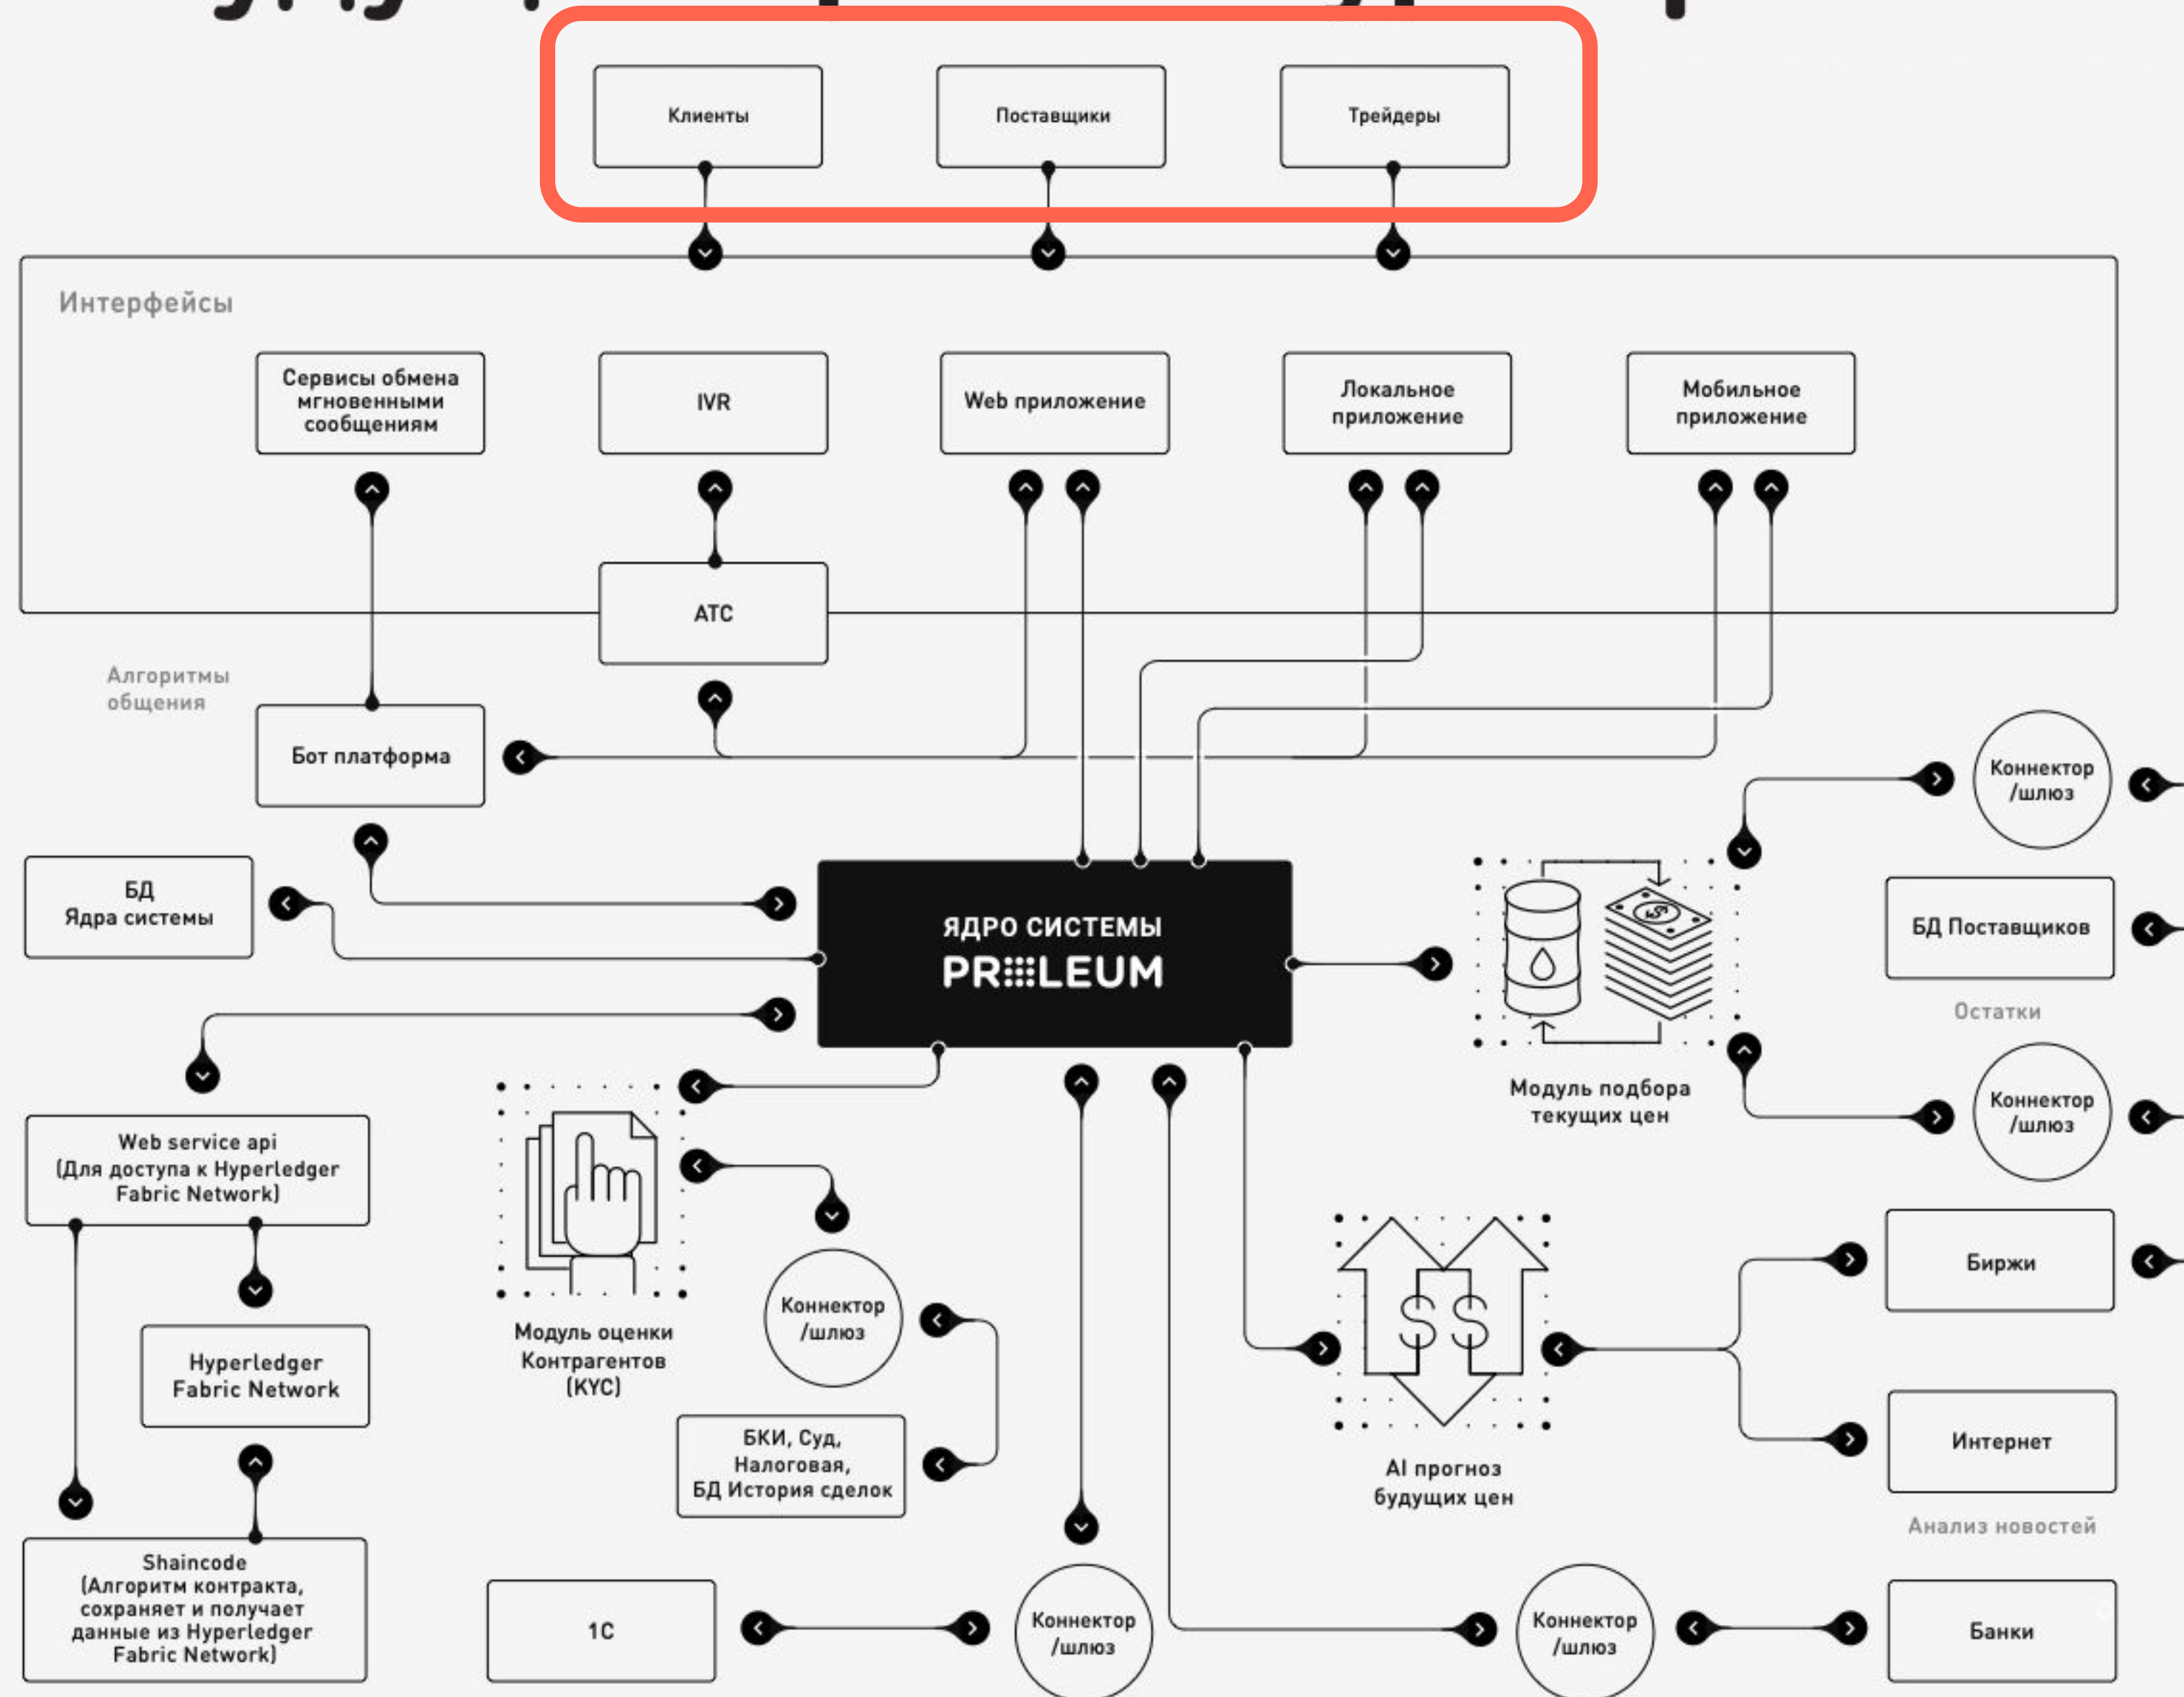 Клиенты
Поставщики
Трейдеры
Интерфейсы
Сервисы обмена
мгновенными
сообщениям
IVR
Web приложение
Локальное
приложение
Мобильное
приложение
АТС
Алгоритмы
общения
Бот платформа
Коннектор
/шлюз
БД
Ядра системы
ЯДРО СИСТЕМЫ
PROLEUM
БД Поставщиков
Остатки
Модуль подбора
текущих цен
Коннектор
/шлюз
Web service api
(Для доступа к Hyperledger
Fabric Network)
Hyperledger
Fabric Network
Модуль оценки
Контрагентов
(KYC)
Коннектор
/шлюз
БКИ, Суд,
Налоговая,
БД История сделок
AI прогноз
будущих цен
Биржи
Интернет
Анализ новостей
Shaincode
(Алгоритм контракта,
сохраняет и получает
данные из Hyperledger
Fabric Network)
1С
Коннектор
/шлюз
Коннектор
/шлюз
Банки